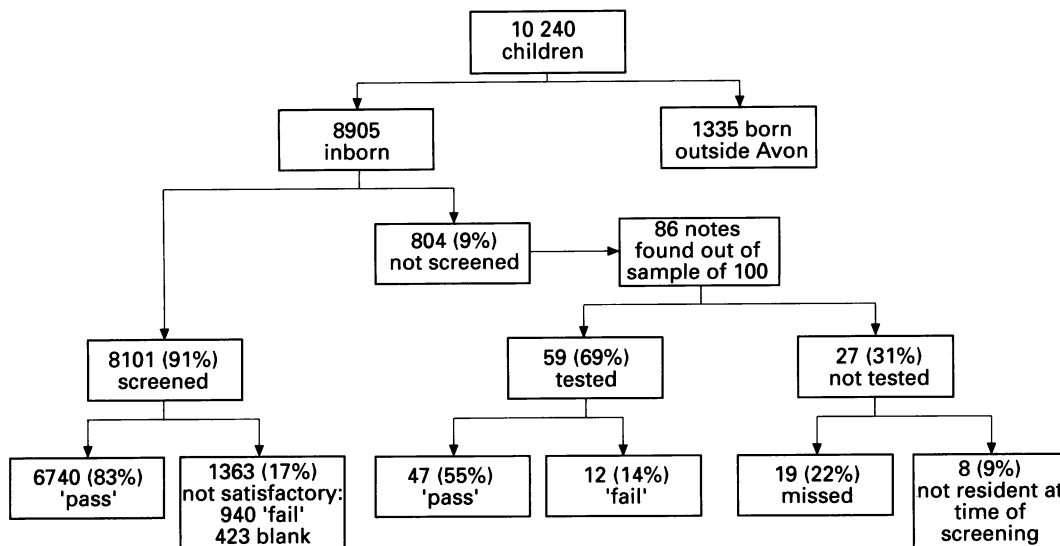 10 240
children
8905
inborn
1335 born
outside Avon
804 (9%)
not screened
86 notes
found out of
sample of 100
8101 (91%)
screened
59 (69%)
tested
27 (31%)
not tested
6740 (83%)
'pass'
1363 (17%)
not satisfactory:
940 'fail'
423 blank
47 (55%)
'pass'
12 (14%)
'fail'
19 (22%)
missed
8 (9%)
not resident at
time of
screening